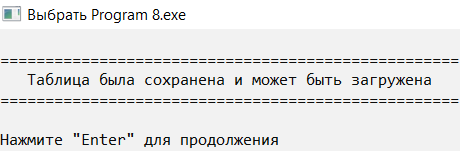 Выбрать Program 8.exe
===================================================
Таблица была сохранена и может быть загружена
===================================================
Нажмите "Enter" для продолжения